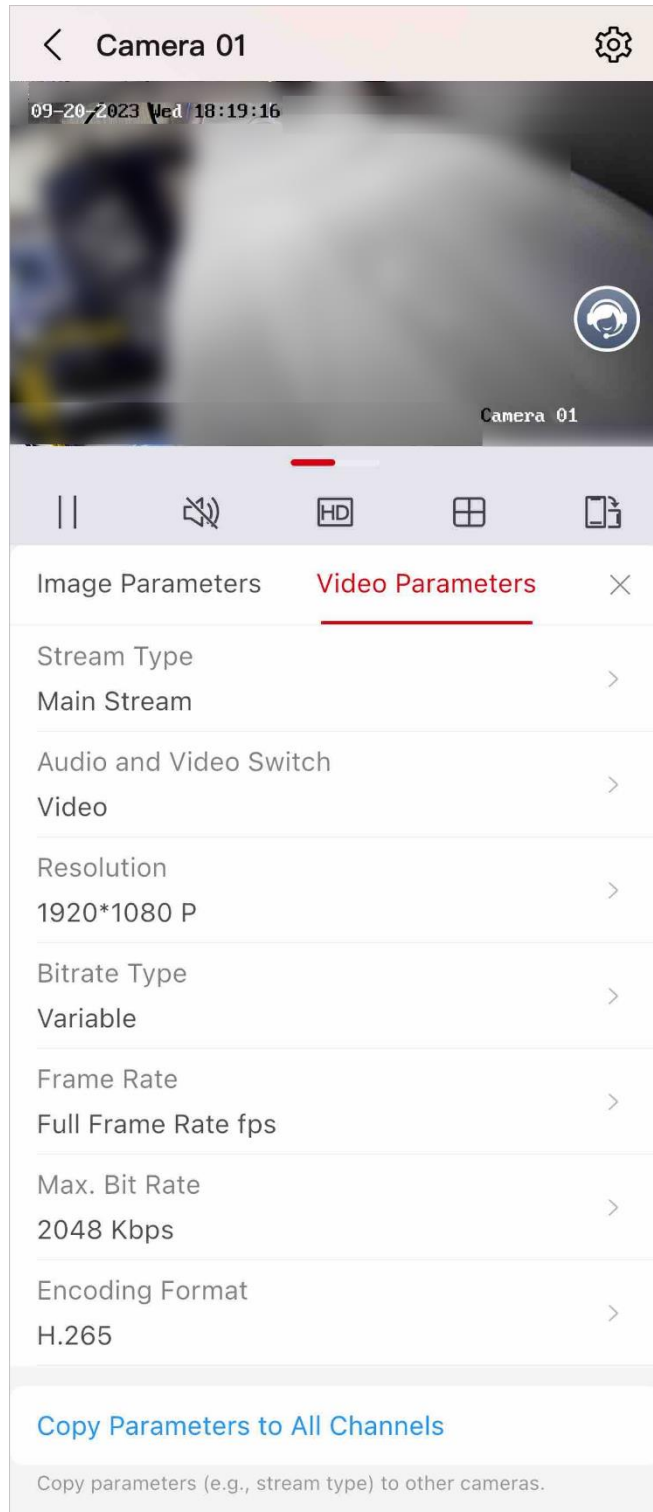 Camera 01
09-20-2023 Wed 18:19:16
Camera 01
HD
Image Parameters Video Parameters
Stream Type
Main Stream
Audio and Video Switch
Video
Resolution
1920*1080 P
Bitrate Type
Variable
Frame Rate
Full Frame Rate fps
Max. Bit Rate
2048 Kbps
Encoding Format
H.265
Copy Parameters to All Channels
Copy parameters (e.g., stream type) to other cameras.